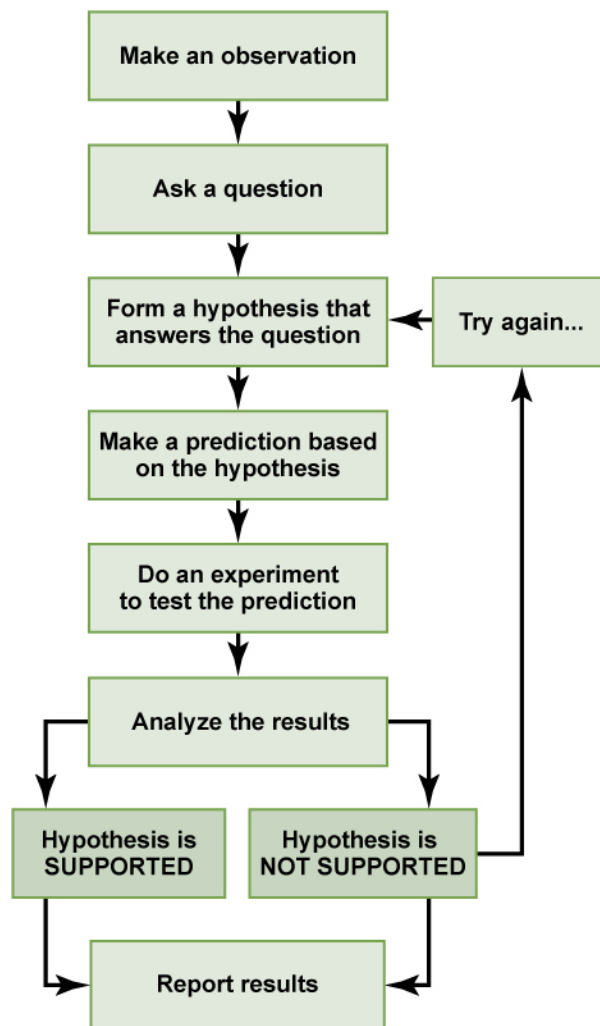 Make an observation
Ask a question
Form a hypothesis that
answers the question
Try again...
Make a prediction based
on the hypothesis
Do an experiment
to test the prediction
Analyze the results
Hypothesis is
SUPPORTED
Hypothesis is
NOT SUPPORTED
Report results